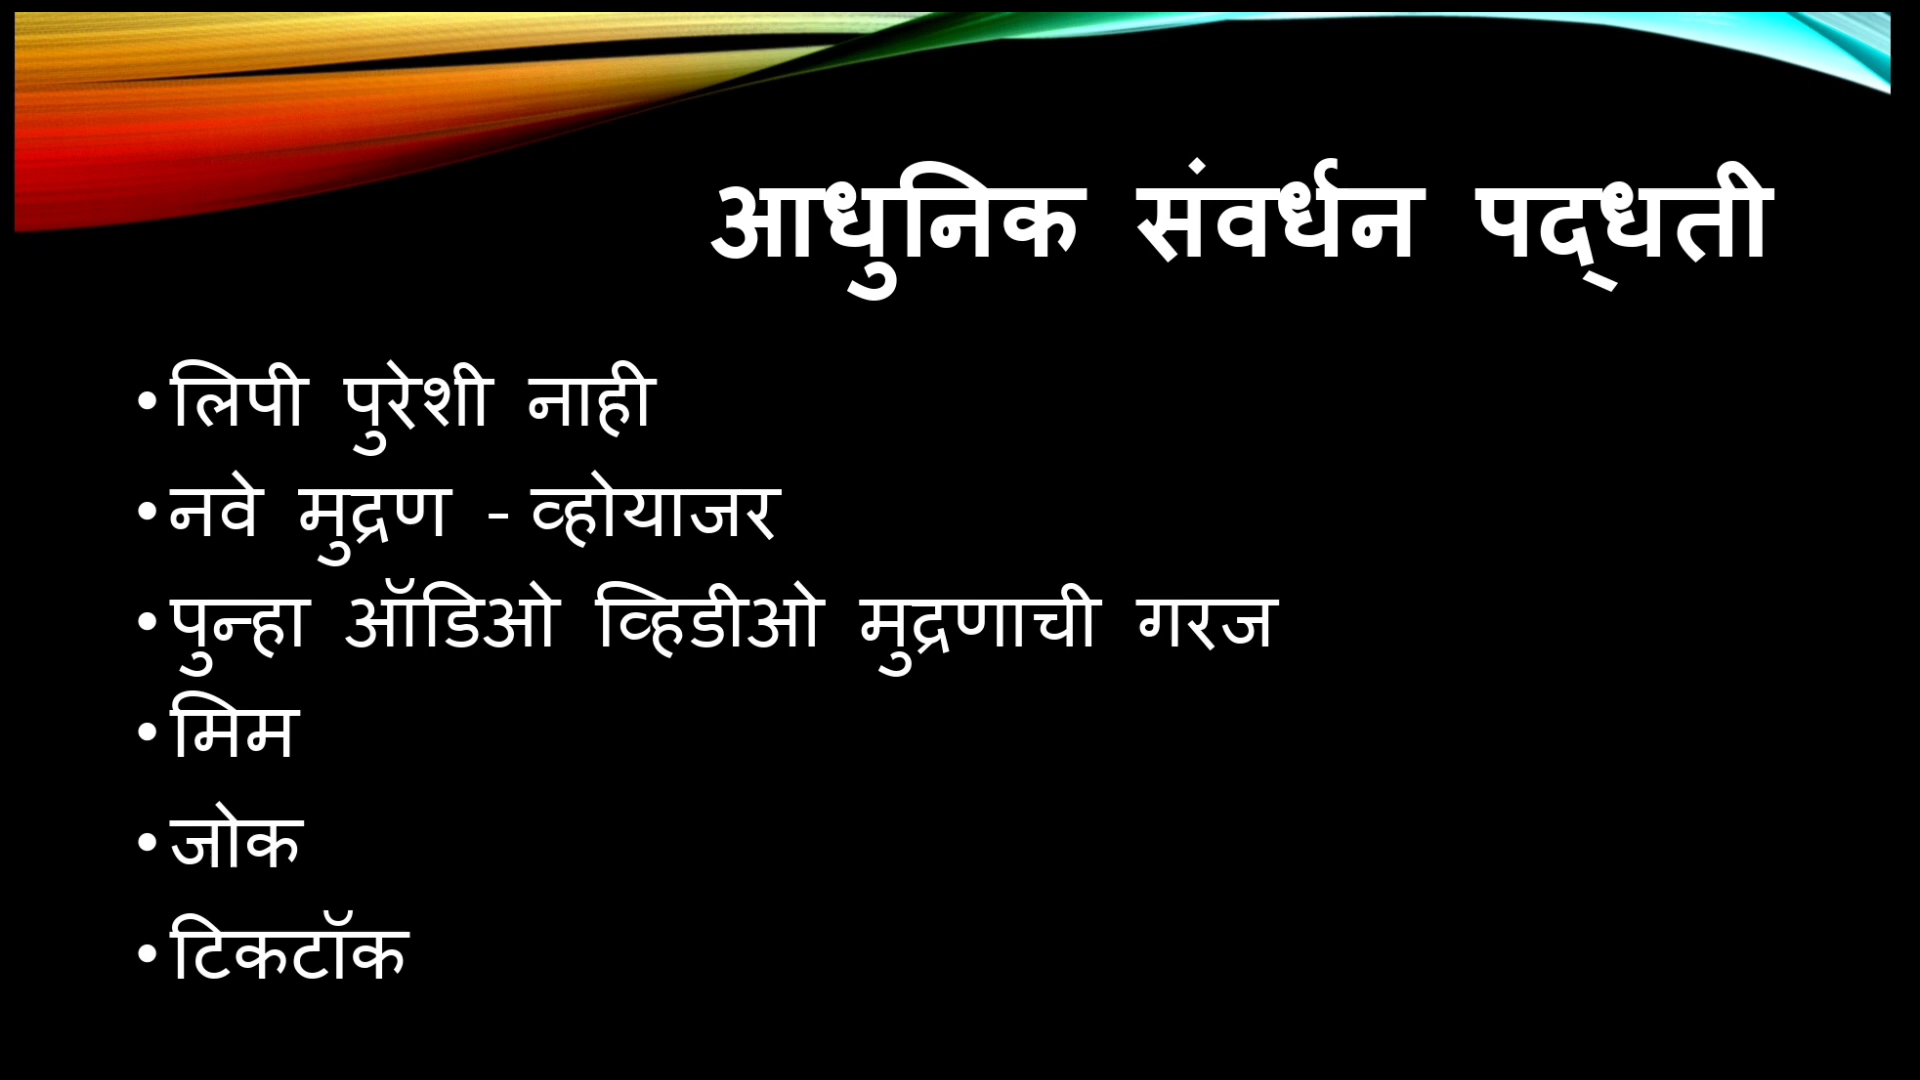 आधुनिक संवर्धन पद्धती
• लिपी पुरेशी नाही
• नवे मुद्रण - व्होयाजर
• पुन्हा ऑडिओ व्हिडीओ मुद्रणाची गरज
• मिम
• जोक
• टिकटॉक